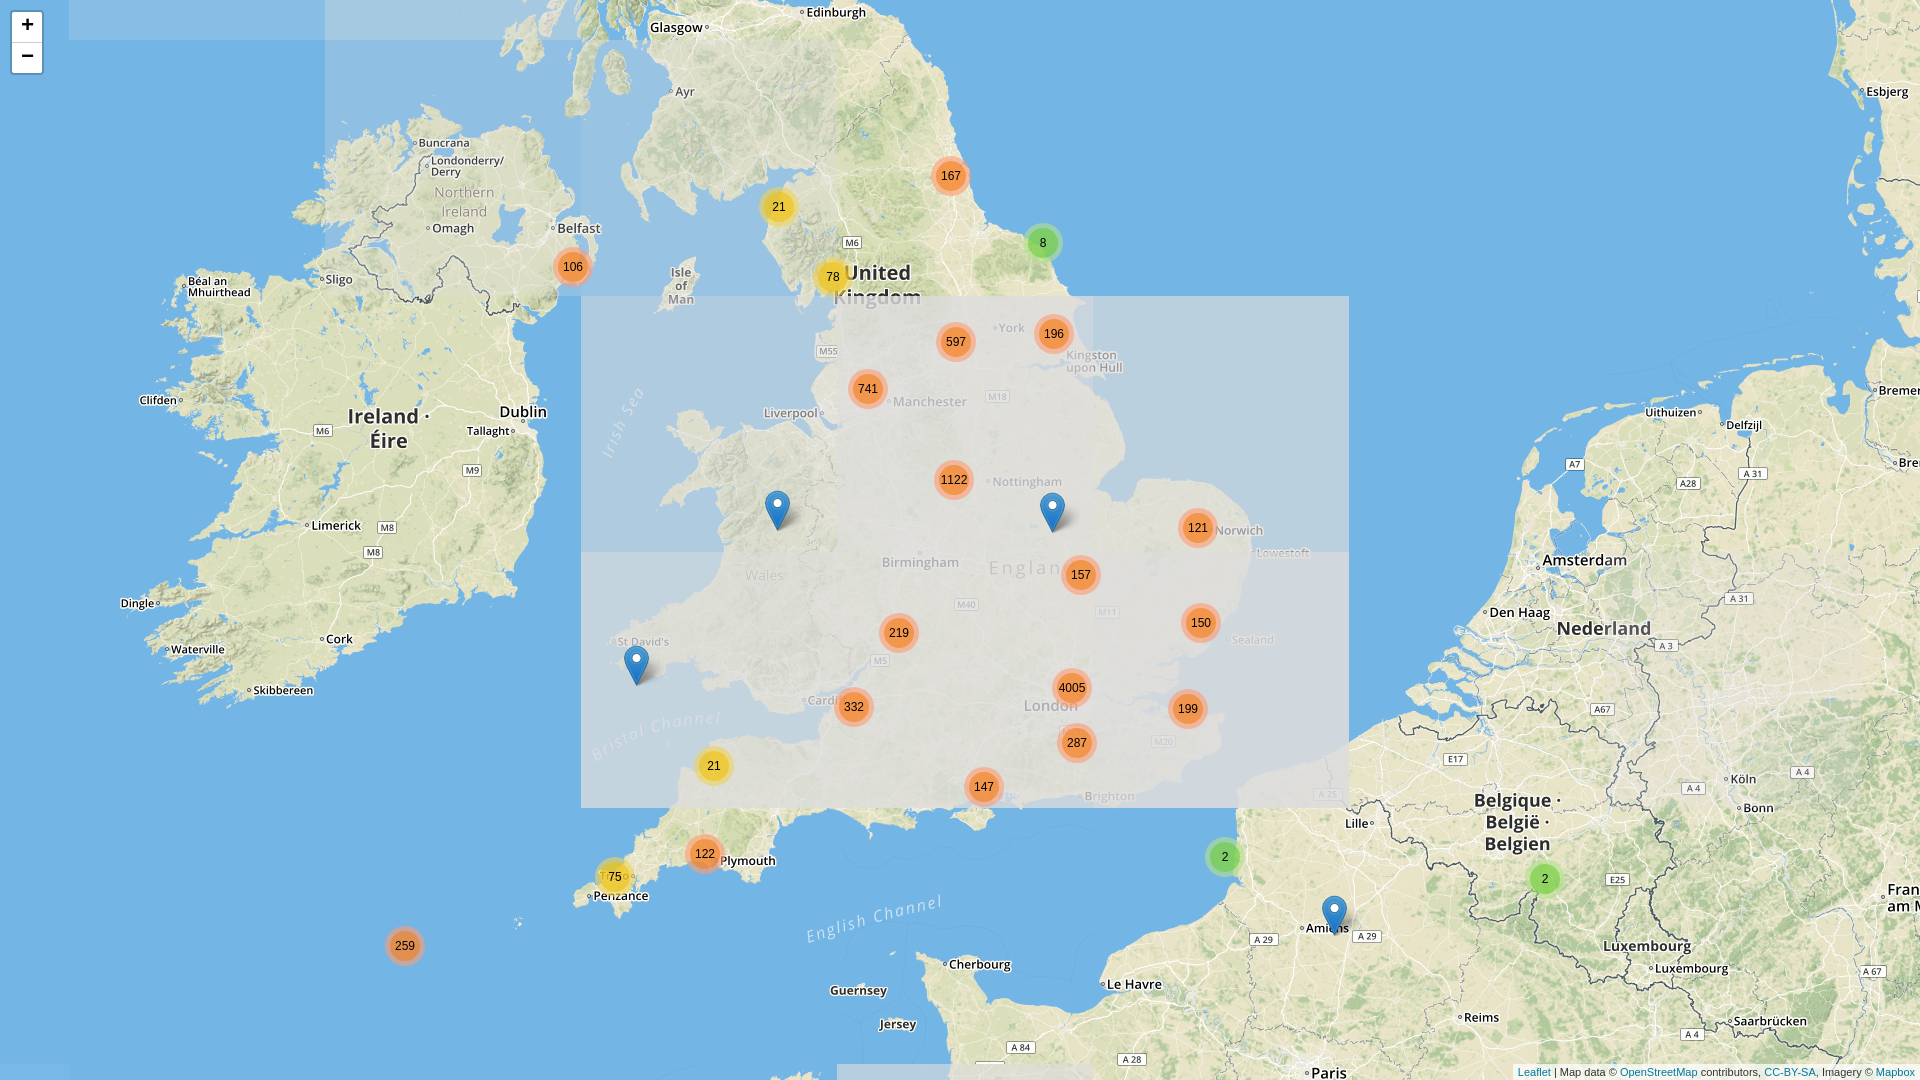 +
−
Edinburgh
Glasgow
Ayr
Esbjerg
Buncrana
Londonderry/
Derry
Northern
Ireland
Omagh
Belfast
167
21
8
M6
106
78
United
Kingdom
Isle
of
Man
Sligo
Béal an
Mhuirthead
597
York
196
M55
Kingston
upon Hull
741
Manchester
M18
Liverpool
Irish Sea
Clifden
Ireland ·
Éire
M6
Dublin
Tallaght
M9
Uithuizen
Delfzijl
A7
A 31
A28
1122
Nottingham
Limerick
M8
M8
121
Norwich
Lowestoft
Birmingham
157
Wales
Amsterdam
A 31
Dingle
M40
M11
Den Haag
Nederland
Cork
Waterville
219
150
Sealand
St David's
M5
A 3
Skibbereen
4005
London
332
199
A67
Bristol Channel
287
M20
E17
21
147
Brighton
A 25
A 4
Köln
A 4
Bonn
Belgique ·
België ·
Belgien
Lille
122
Plymouth
2
75
Penzance
2
E25
English Channel
259
Amiens
A 29
A 29
Luxembourg
Luxembourg
A 67
Cherbourg
Le Havre
Guernsey
Jersey
Reims
Saarbrücken
A 4
A 84
A 28
Paris
Leaflet | Map data © OpenStreetMap contributors, CC-BY-SA, Imagery © Mapbox